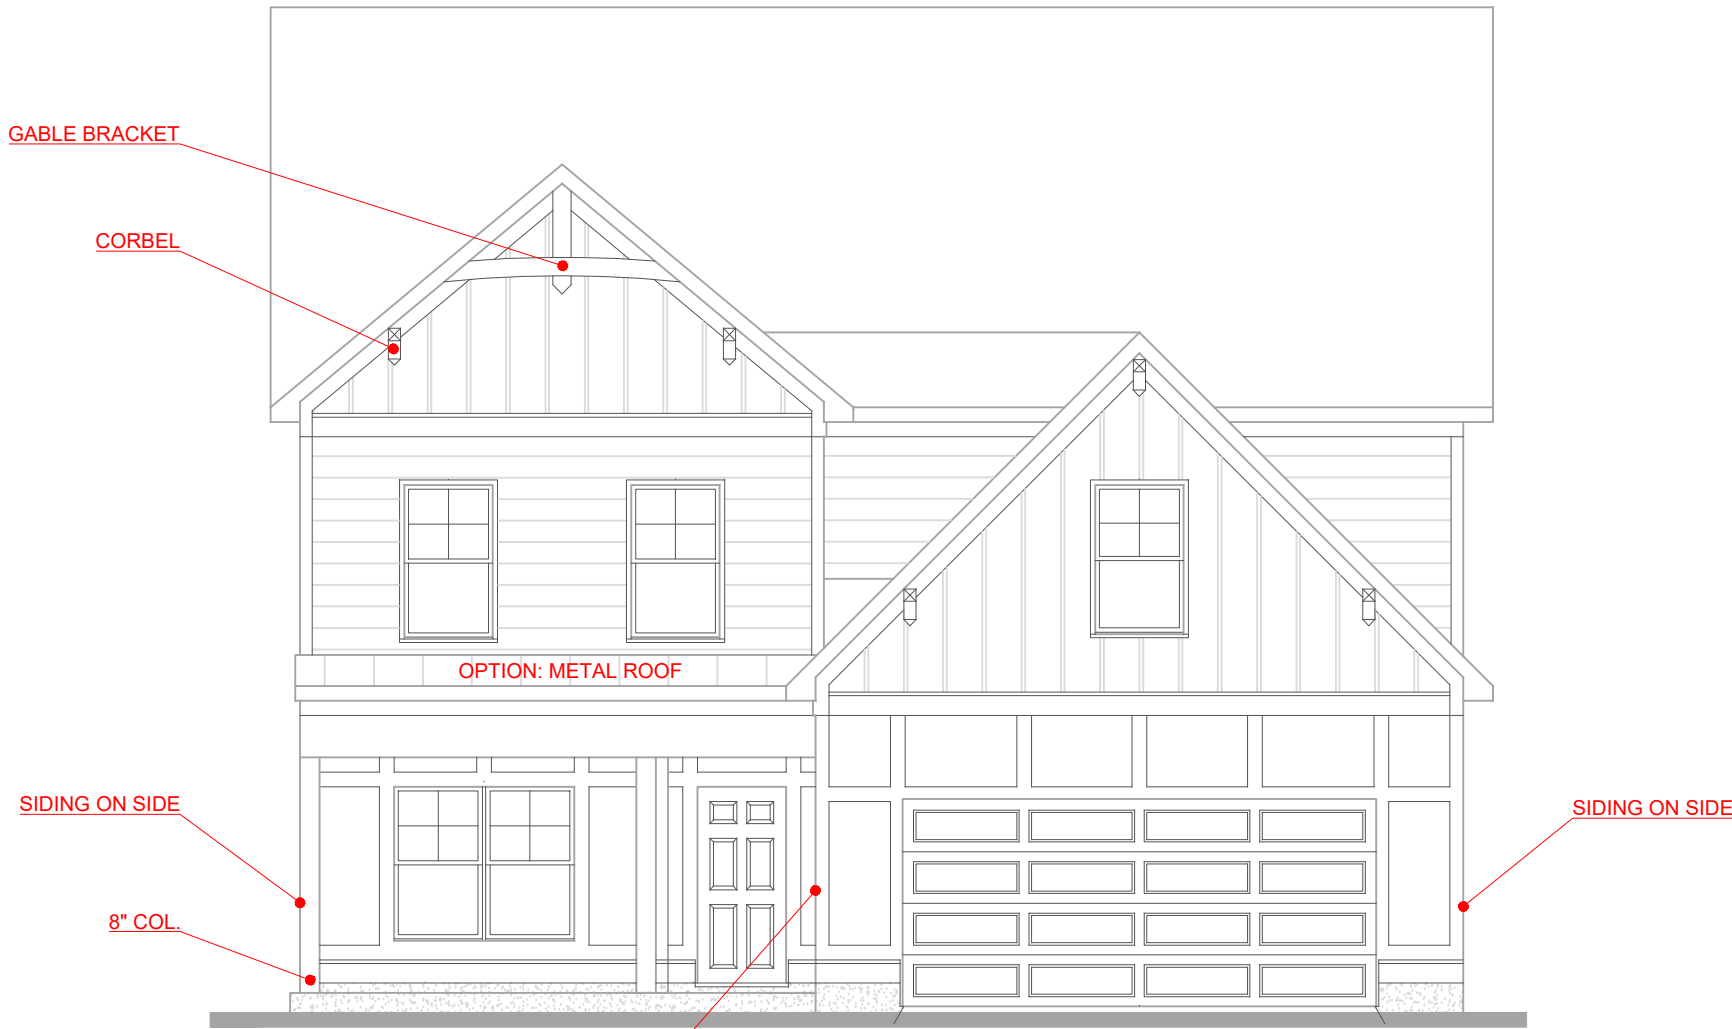 GABLE BRACKET
CORBEL
OPTION: METAL ROOF
SIDING ON SIDE
SIDING ON SIDE
8" COL.